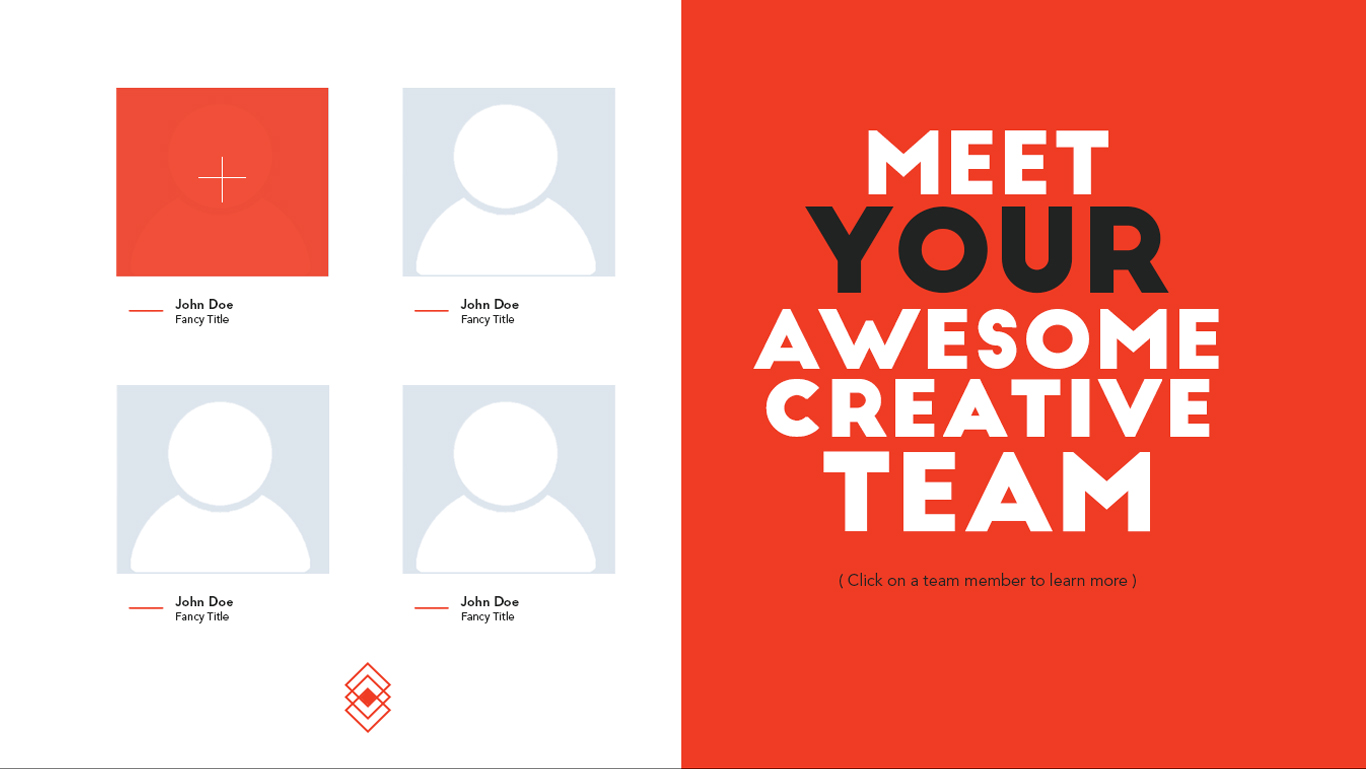 John Doe
Fancy Title
John Doe
Fancy Title
John Doe
Fancy Title
John Doe
Fancy Title
MEET
YOUR
AWESOME
CREATIVE
TEAM
( Click on a team member to learn more )